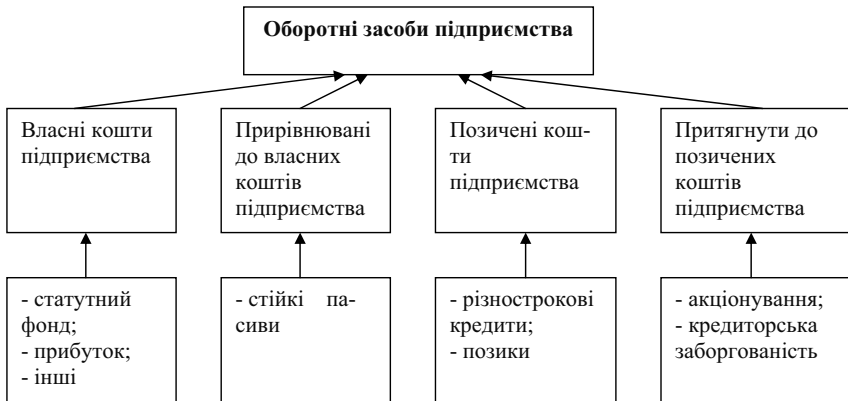 Оборотні засоби підприємства
Власні кошти
підприємства
Прирівнювані
до власних
коштів
підприємства
Позичені кош-
ти
підприємства
Притягнути до
позичених
коштів
підприємства
- статутний
фонд;
- прибуток;
- інші
- стійкі па-
сиви
- різнострокові
кредити;
- позики
- акціонування;
- кредиторська
заборгованість